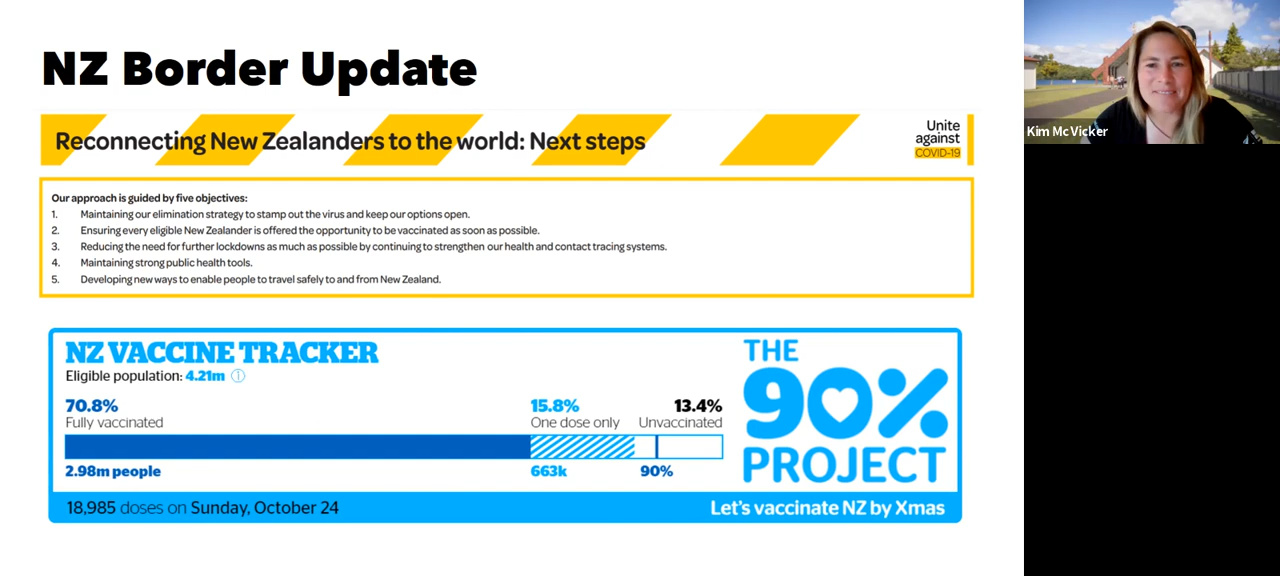 NZ Border Update
Reconnecting New Zealanders to the world: Next steps
Unite
against
COVID-19
Our approach is guided by five objectives:
1. Maintaining our elimination strategy to stamp out the virus and keep our options open.
2. Ensuring every eligible New Zealander is offered the opportunity to be vaccinated as soon as possible.
3. Reducing the need for further lockdowns as much as possible by continuing to strengthen our health and contact tracing systems.
4. Maintaining strong public health tools.
5. Developing new ways to enable people to travel safely to and from New Zealand.
NZ VACCINE TRACKER
Eligible population: 4.21m ⓘ
70.8% 15.8% 13.4%
Fully vaccinated One dose only Unvaccinated
2.98m people 663k 90%
18,985 doses on Sunday, October 24
THE
90%
PROJECT
Let's vaccinate NZ by Xmas
Kim McVicker